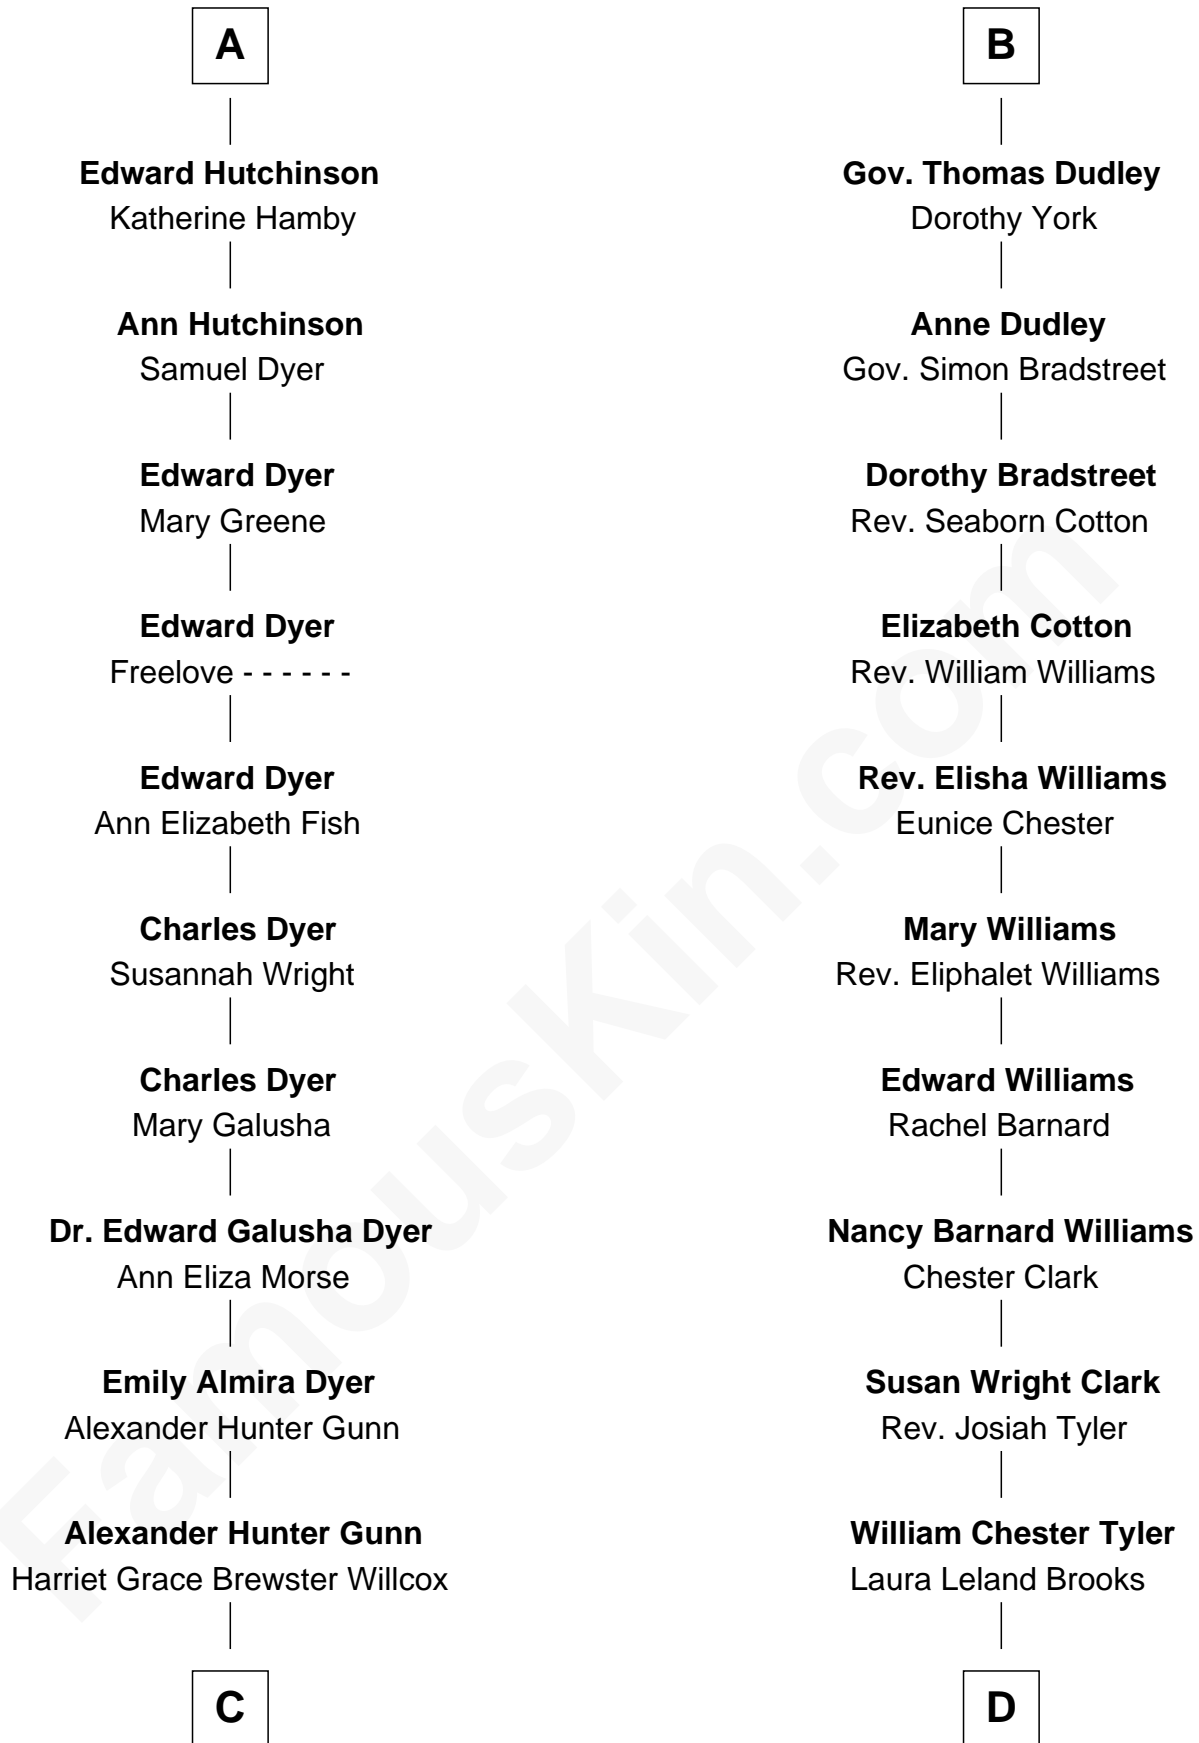 A
Edward Hutchinson
Katherine Hamby
Ann Hutchinson
Samuel Dyer
Edward Dyer
Mary Greene
Edward Dyer
Freelove - - - - - -
Edward Dyer
Ann Elizabeth Fish
Charles Dyer
Susannah Wright
Charles Dyer
Mary Galusha
Dr. Edward Galusha Dyer
Ann Eliza Morse
Emily Almira Dyer
Alexander Hunter Gunn
Alexander Hunter Gunn
Harriet Grace Brewster Willcox
C
B
Gov. Thomas Dudley
Dorothy York
Anne Dudley
Gov. Simon Bradstreet
Dorothy Bradstreet
Rev. Seaborn Cotton
Elizabeth Cotton
Rev. William Williams
Rev. Elisha Williams
Eunice Chester
Mary Williams
Rev. Eliphalet Williams
Edward Williams
Rachel Barnard
Nancy Barnard Williams
Chester Clark
Susan Wright Clark
Rev. Josiah Tyler
William Chester Tyler
Laura Leland Brooks
D
FamousKin.com